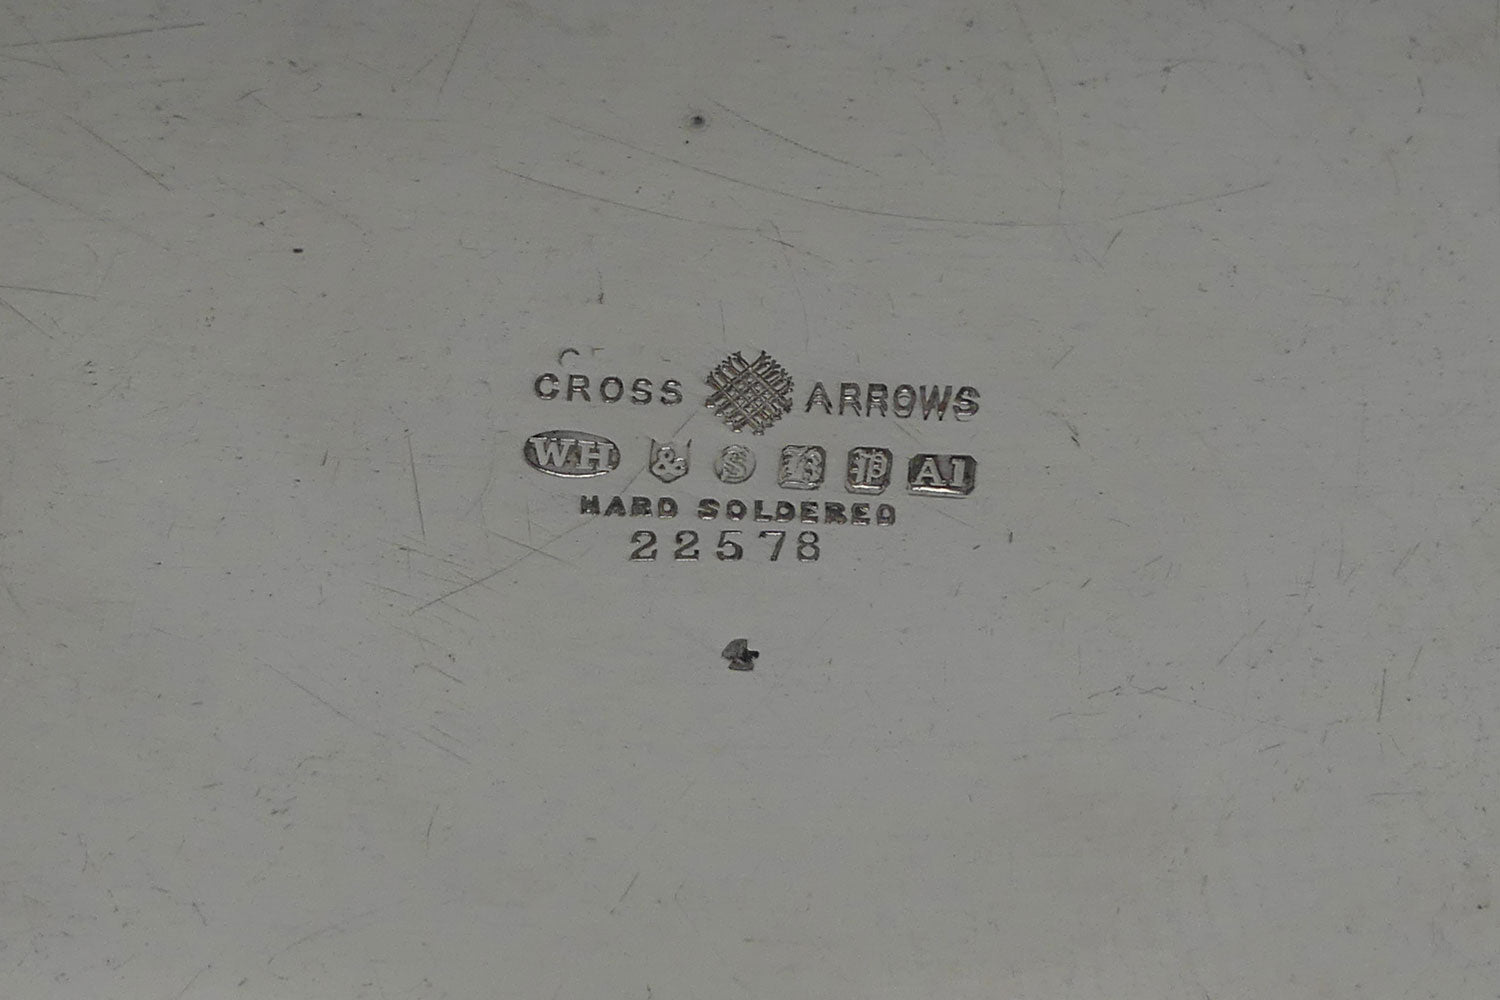 CROSS ARROWS
W.H & S B P A1
HARD SOLDERED
22578